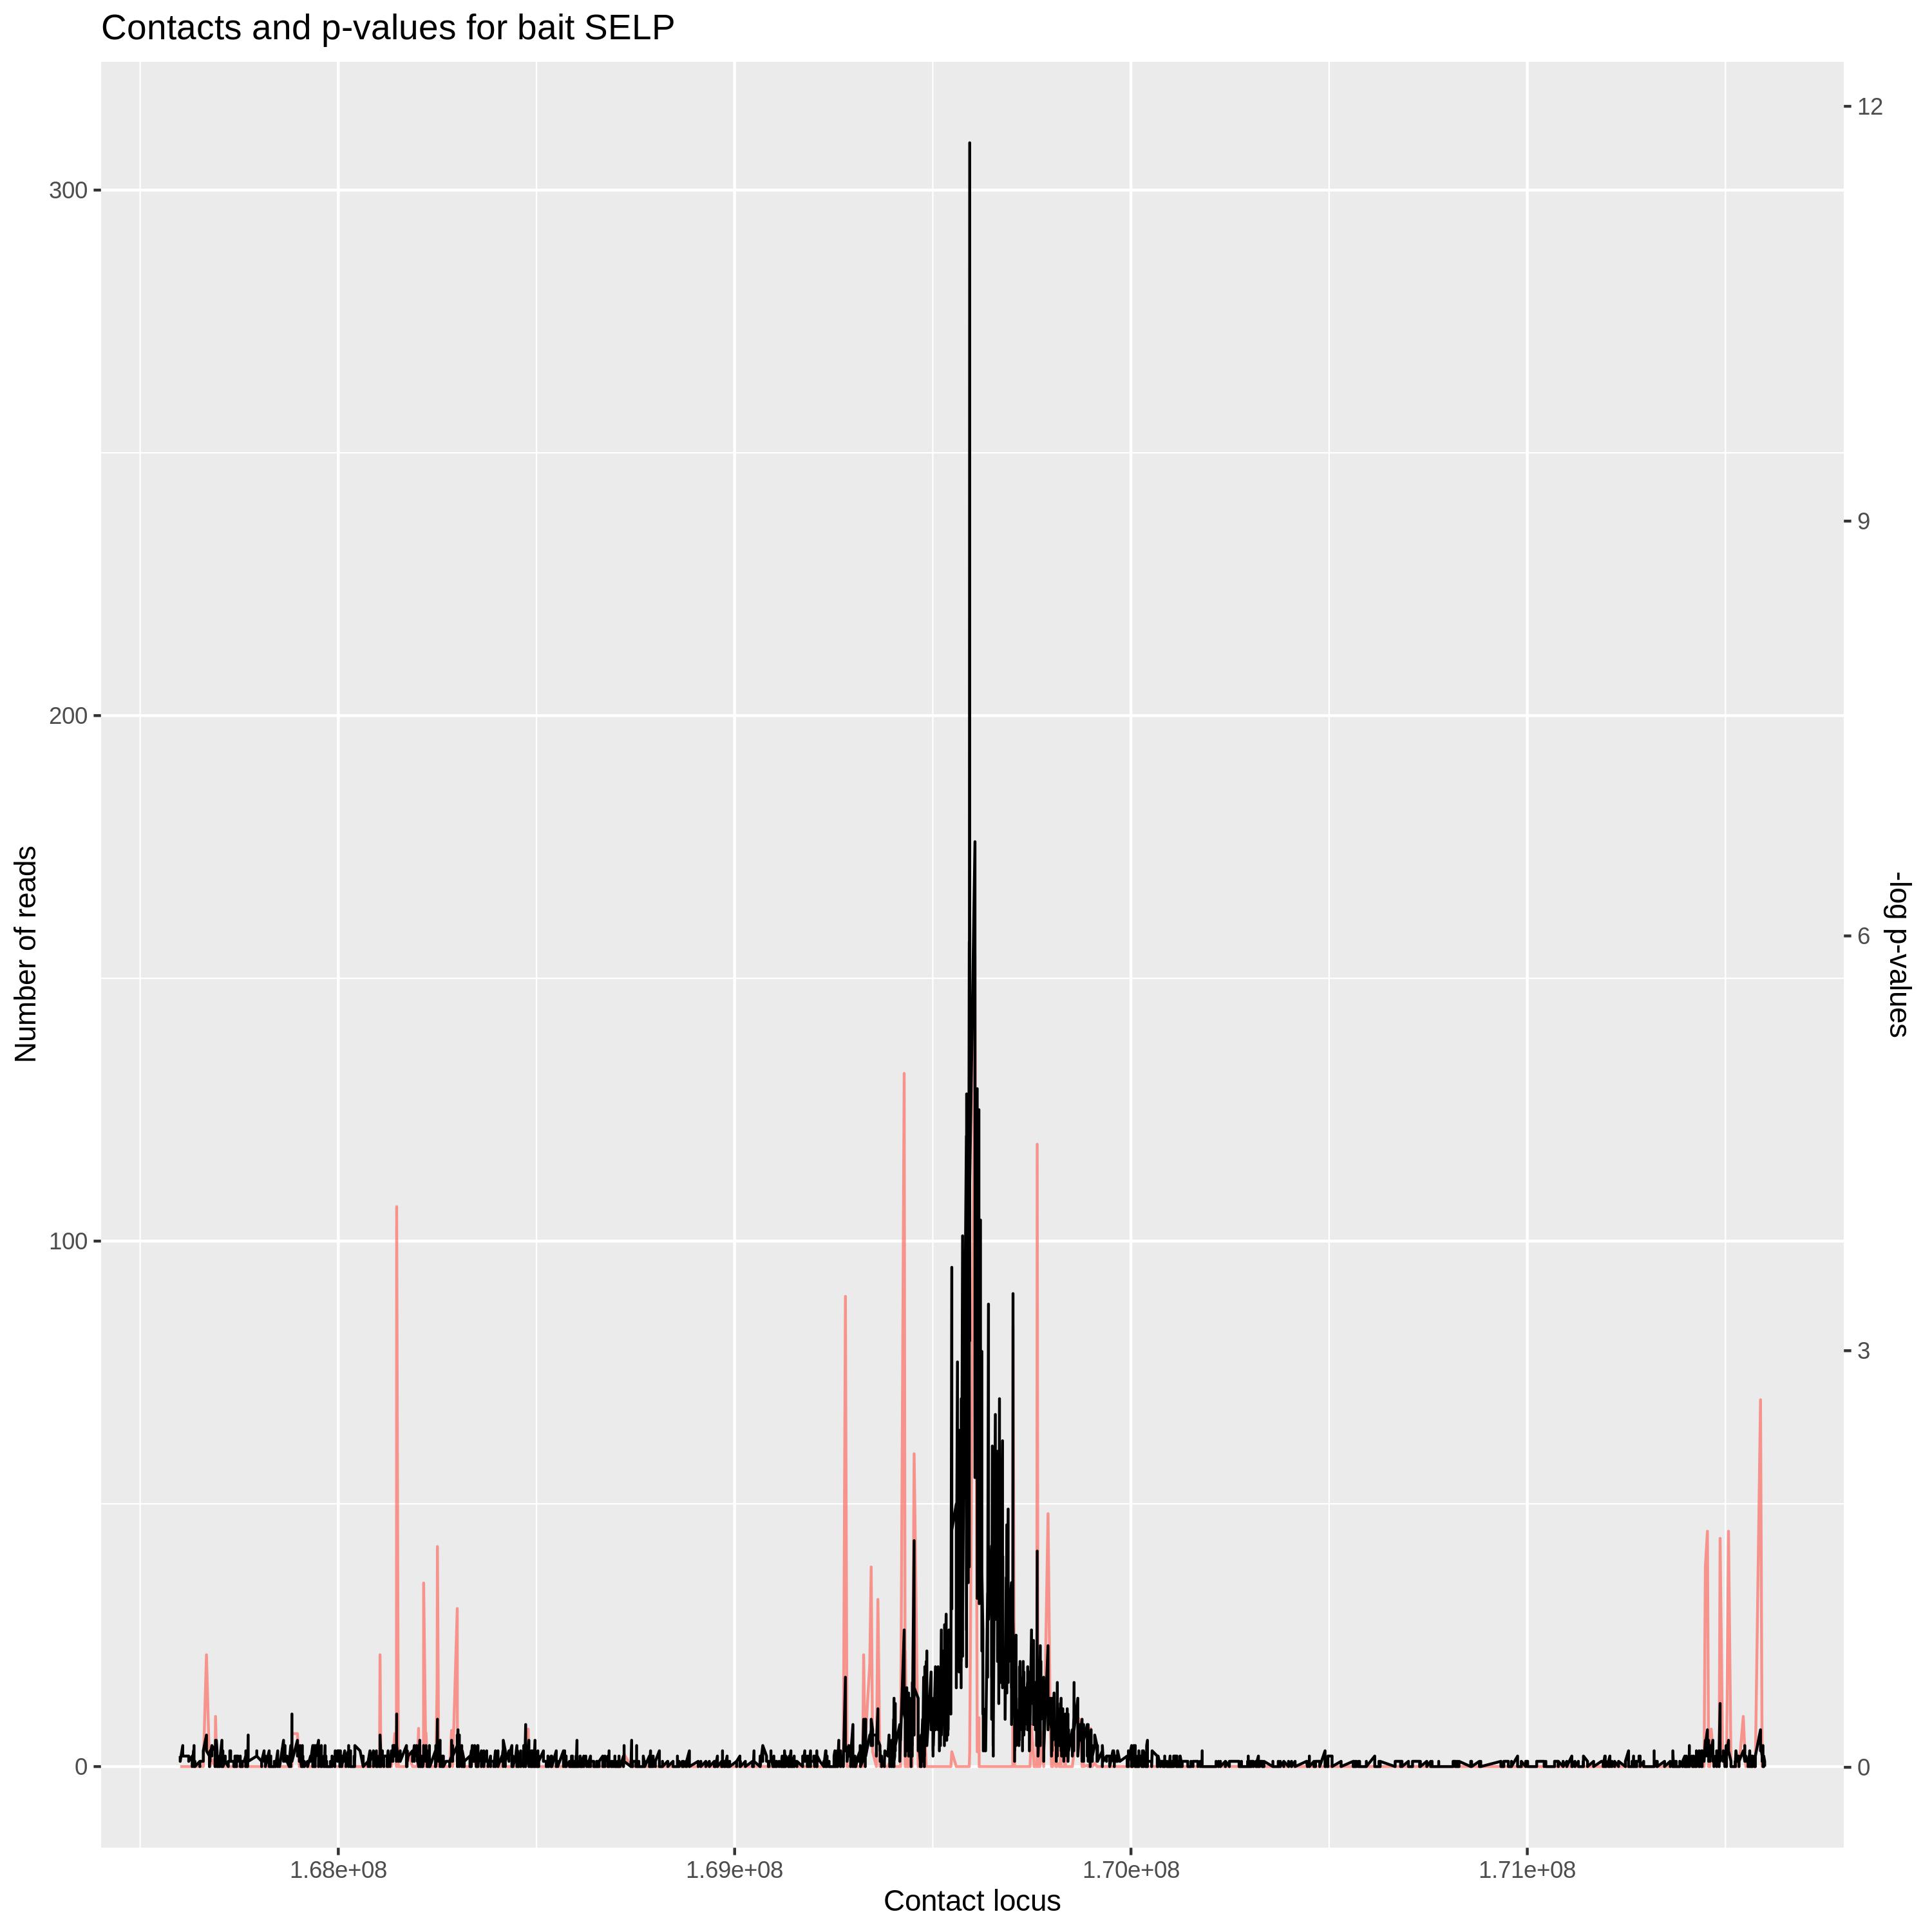 Contacts and p-values for bait SELP
300
200
100
0
Number of reads
12
9
6
3
0
-log p-values
1.68e+08
1.69e+08
1.70e+08
1.71e+08
Contact locus